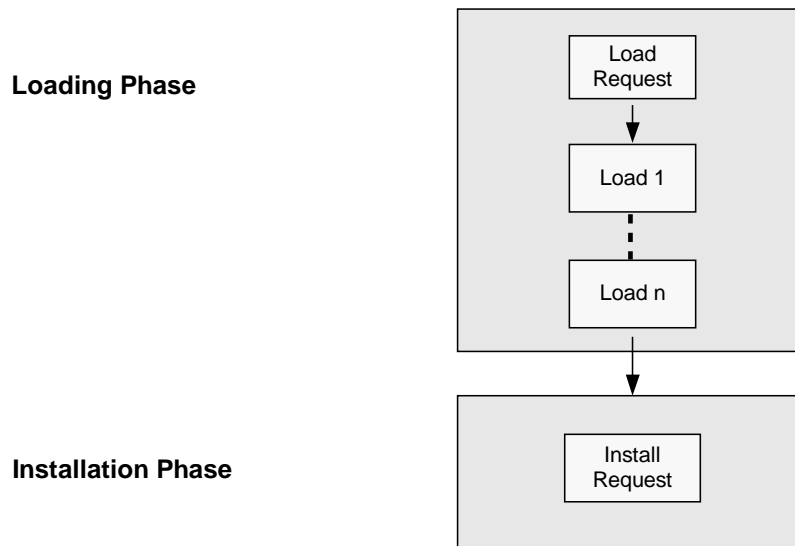 Loading Phase
Load
Request
Load 1
Load n
Installation Phase
Install
Request